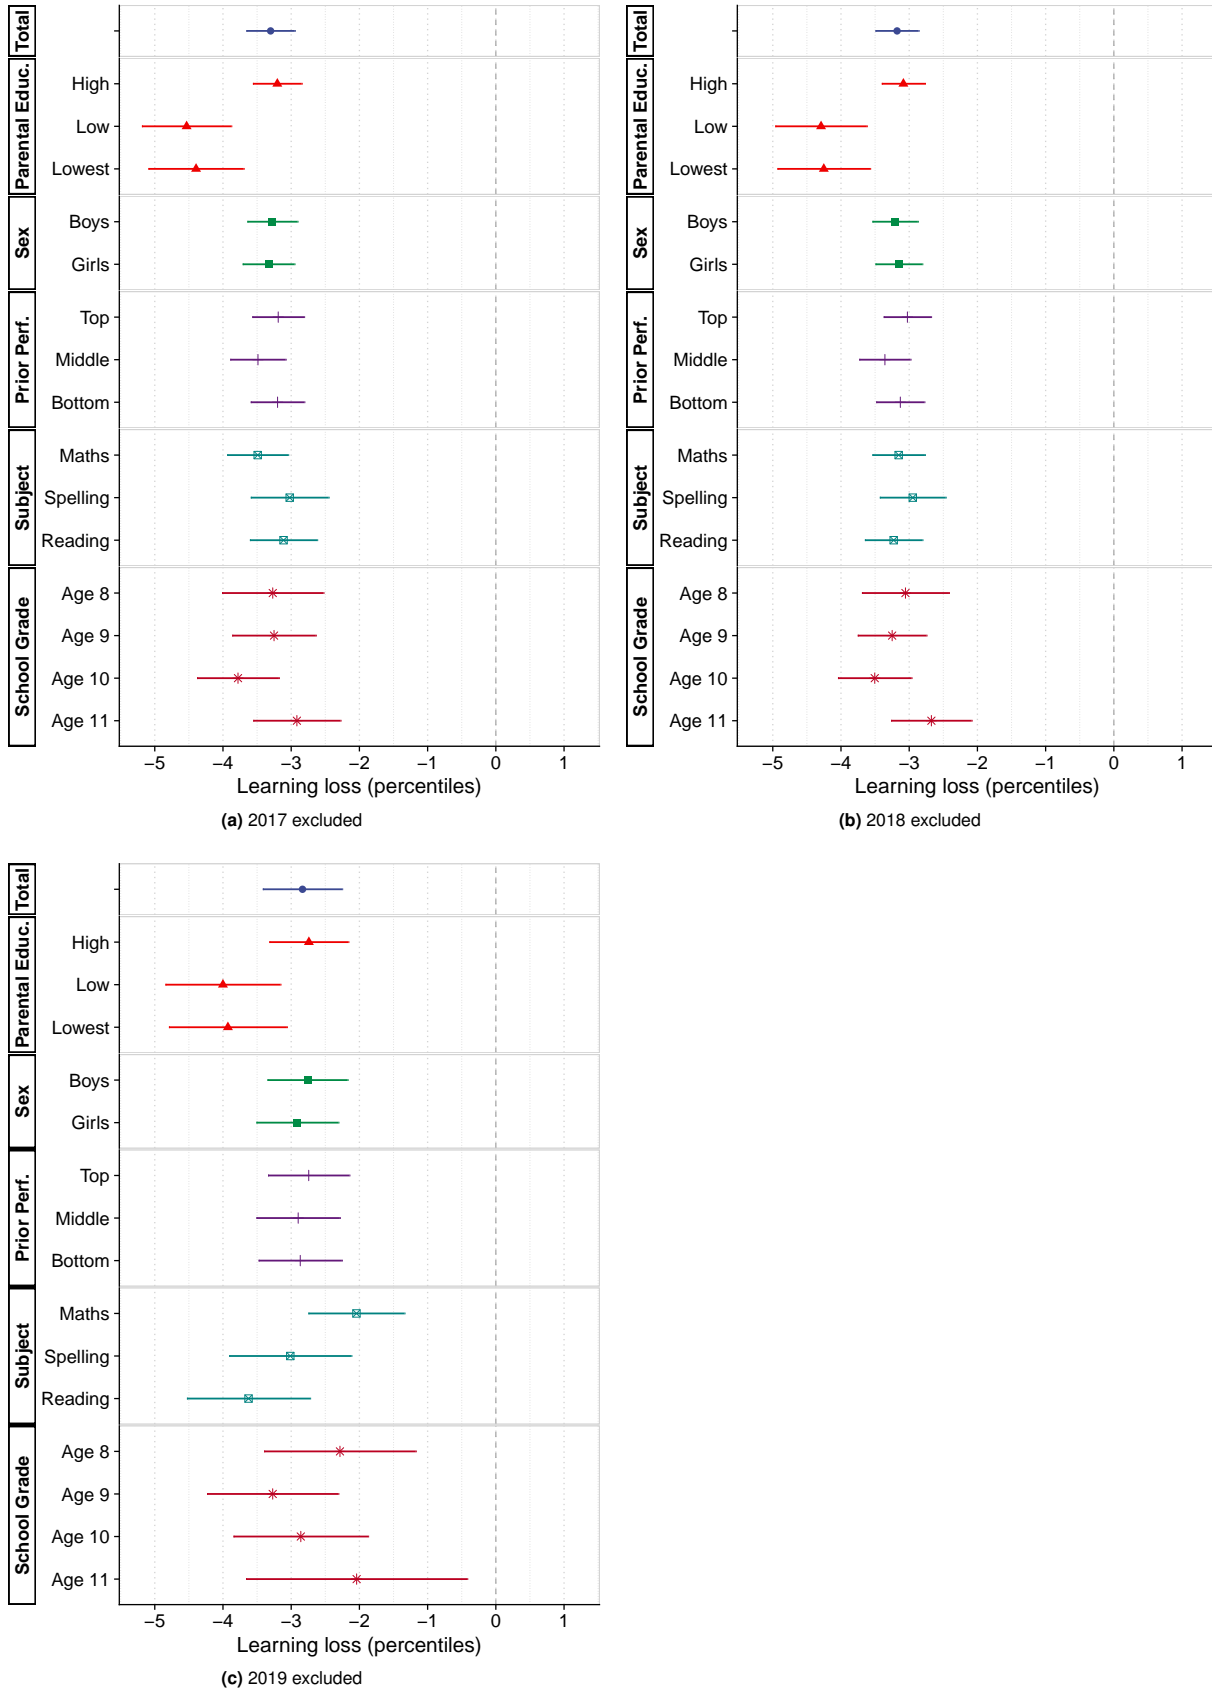 Total
Parental Educ.
High
Low
Lowest
Sex
Boys
Girls
Prior Perf.
Top
Middle
Bottom
Subject
Maths
Spelling
Reading
School Grade
Age 8
Age 9
Age 10
Age 11
−5 −4 −3 −2 −1 0 1
Learning loss (percentiles)
(a) 2017 excluded
Total
Parental Educ.
High
Low
Lowest
Sex
Boys
Girls
Prior Perf.
Top
Middle
Bottom
Subject
Maths
Spelling
Reading
School Grade
Age 8
Age 9
Age 10
Age 11
−5 −4 −3 −2 −1 0 1
Learning loss (percentiles)
(b) 2018 excluded
Total
Parental Educ.
High
Low
Lowest
Sex
Boys
Girls
Prior Perf.
Top
Middle
Bottom
Subject
Maths
Spelling
Reading
School Grade
Age 8
Age 9
Age 10
Age 11
−5 −4 −3 −2 −1 0 1
Learning loss (percentiles)
(c) 2019 excluded